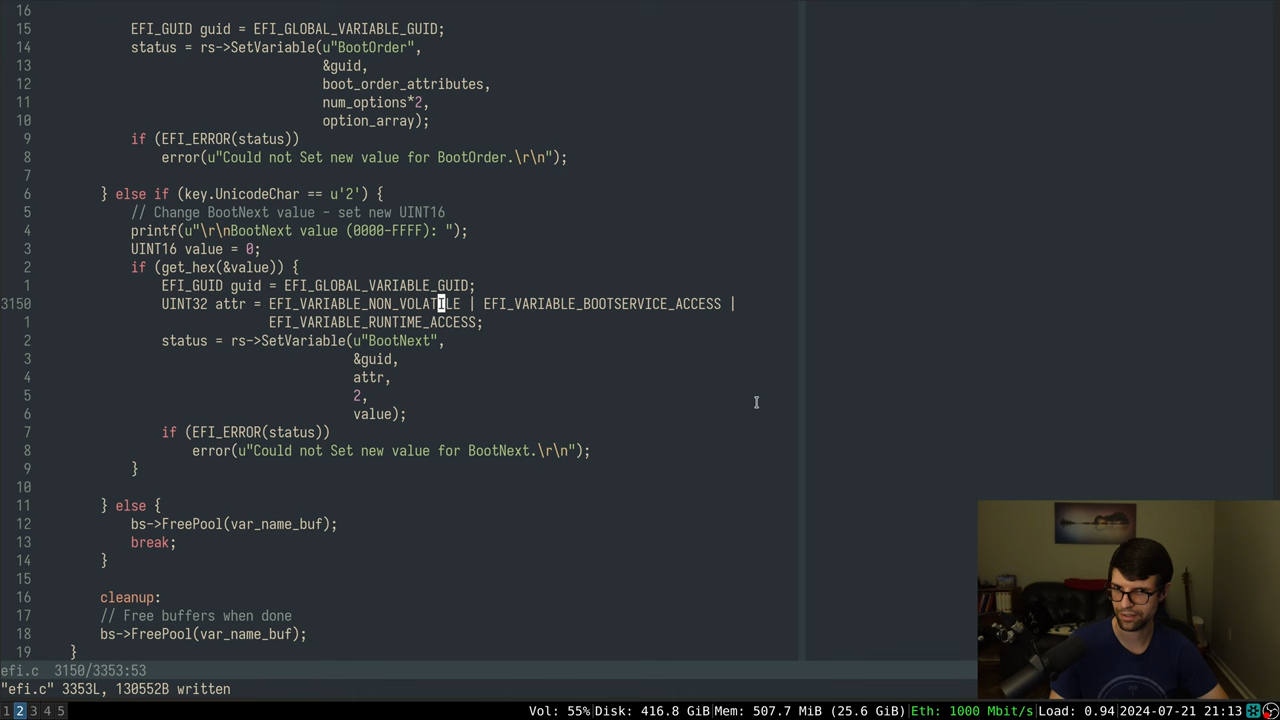 16
15 EFI_GUID guid = EFI_GLOBAL_VARIABLE_GUID;
14 status = rs->SetVariable(u"BootOrder",
13 &guid,
12 boot_order_attributes,
11 num_options*2,
10 option_array);
9 if (EFI_ERROR(status))
8 error(u"Could not Set new value for BootOrder.\r\n");
7
6 } else if (key.UnicodeChar == u'2') {
5 // Change BootNext value - set new UINT16
4 printf(u"\r\nBootNext value (0000-FFFF): ");
3 UINT16 value = 0;
2 if (get_hex(&value)) {
1 EFI_GUID guid = EFI_GLOBAL_VARIABLE_GUID;
3150 UINT32 attr = EFI_VARIABLE_NON_VOLATILE | EFI_VARIABLE_BOOTSERVICE_ACCESS |
1 EFI_VARIABLE_RUNTIME_ACCESS;
2 status = rs->SetVariable(u"BootNext",
3 &guid,
4 attr,
5 2,
6 value);
7 if (EFI_ERROR(status))
8 error(u"Could not Set new value for BootNext.\r\n");
9 }
10
11 } else {
12 bs->FreePool(var_name_buf);
13 break;
14 }
15
16 cleanup:
17 // Free buffers when done
18 bs->FreePool(var_name_buf);
19 }
efi.c 3150/3353:53
"efi.c" 3353L, 130552B written
1 2 3 4 5 Vol: 55%|Disk: 416.8 GiB|Mem: 507.7 MiB (25.6 GiB)|Eth: 1000 Mbit/s|Load: 0.94|2024-07-21 21:13